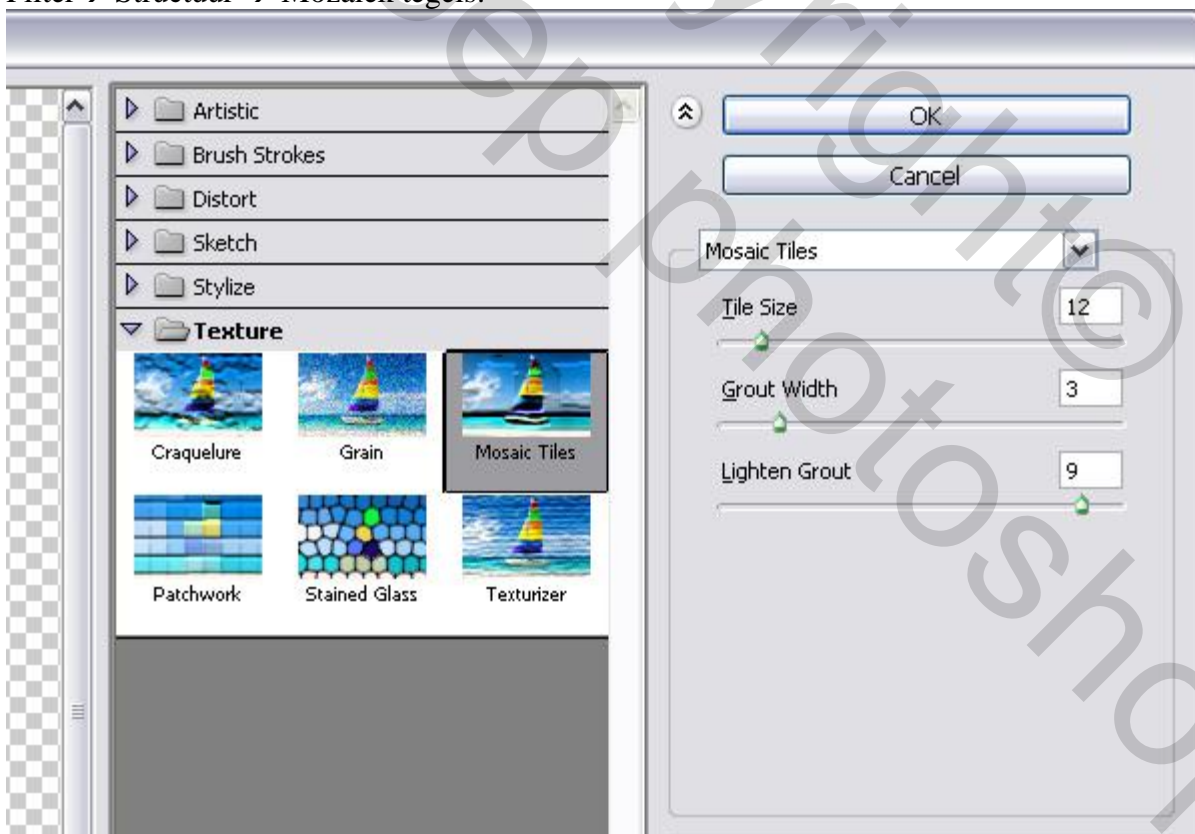 Filter → Structuur → Mozaïek tegels.
Artistic
Brush Strokes
Distort
Sketch
Stylize
Texture
Craquelure
Grain
Mosaic Tiles
Patchwork
Stained Glass
Texturizer
OK
Cancel
Mosaic Tiles
Tile Size
12
Grout Width
3
Lighten Grout
9